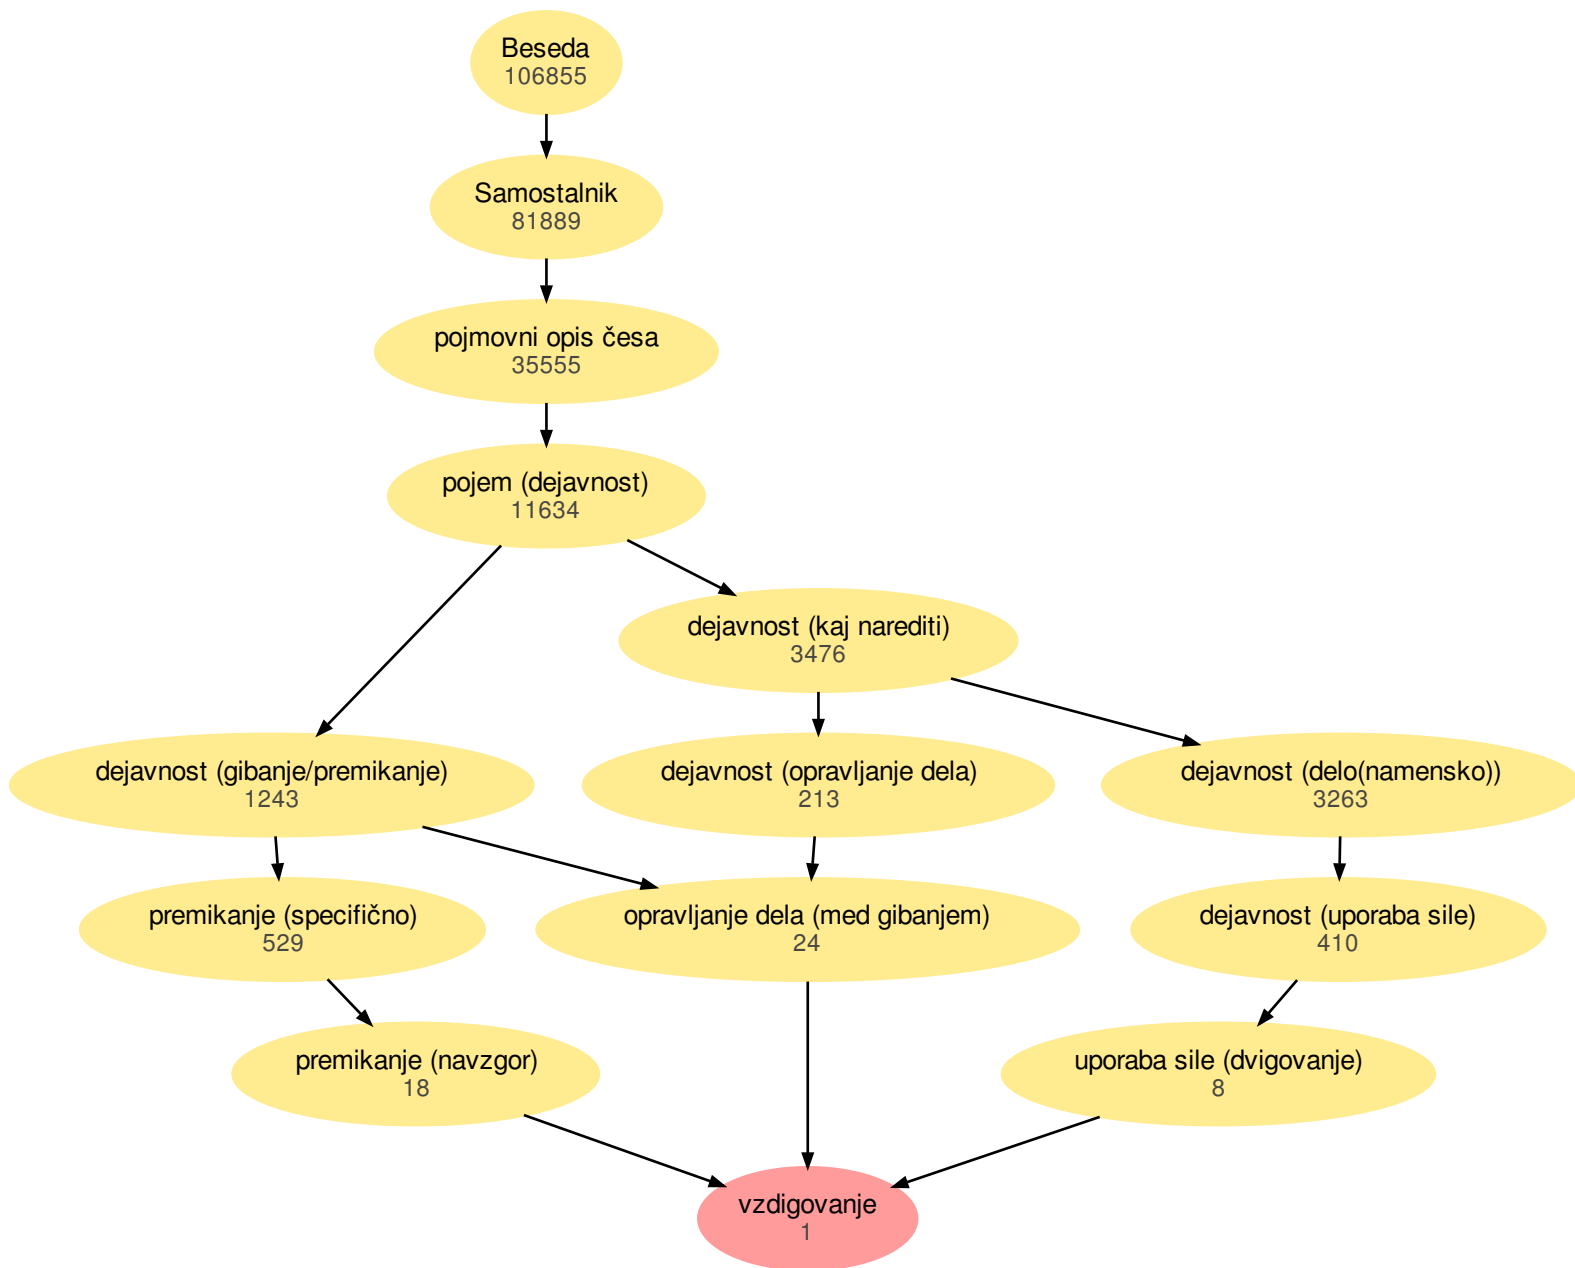 Beseda
106855
Samostalnik
81889
pojmovni opis česa
35555
pojem (dejavnost)
11634
dejavnost (kaj narediti)
3476
dejavnost (gibanje/premikanje)
1243
dejavnost (opravljanje dela)
213
dejavnost (delo(namensko))
3263
premikanje (specifično)
529
opravljanje dela (med gibanjem)
24
dejavnost (uporaba sile)
410
premikanje (navzgor)
18
uporaba sile (dvigovanje)
8
vzdigovanje
1